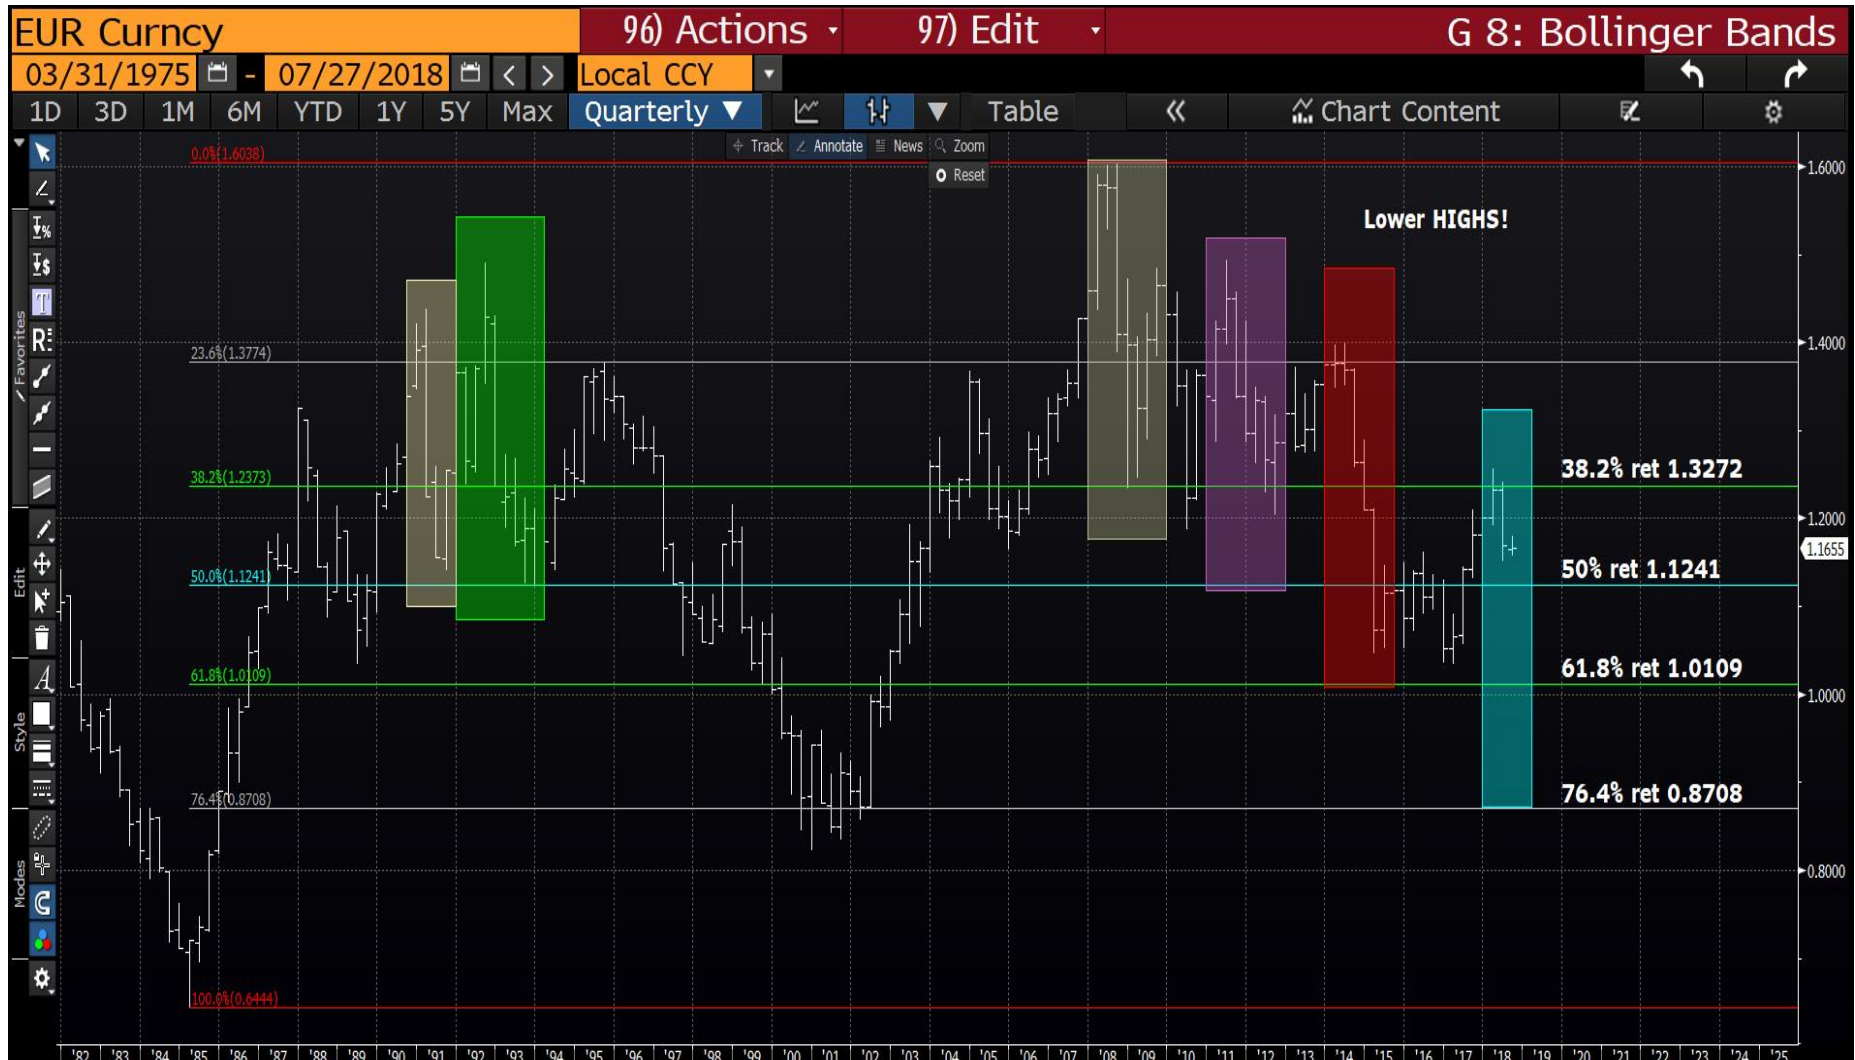 EUR Curncy
96) Actions
97) Edit
G 8: Bollinger Bands
03/31/1975 - 07/27/2018 < > Local CCY
1D 3D 1M 6M YTD 1Y 5Y Max Quarterly ▼ Table « Chart Content
Track Annotate News Zoom
Reset
0.0%(1.6038)
1.6000
Lower HIGHS!
Favorites
23.6%(1.3774)
1.4000
38.2%(1.2373)
38.2% ret 1.3272
1.2000
1.1655
Edit
50.0%(1.1241)
50% ret 1.1241
61.8%(1.0109)
61.8% ret 1.0109
1.0000
Style
76.4%(0.8708)
76.4% ret 0.8708
0.8000
Modes
100.0%(0.6444)
'82 '83 '84 '85 '86 '87 '88 '89 '90 '91 '92 '93 '94 '95 '96 '97 '98 '99 '00 '01 '02 '03 '04 '05 '06 '07 '08 '09 '10 '11 '12 '13 '14 '15 '16 '17 '18 '19 '20 '21 '22 '23 '24 '25